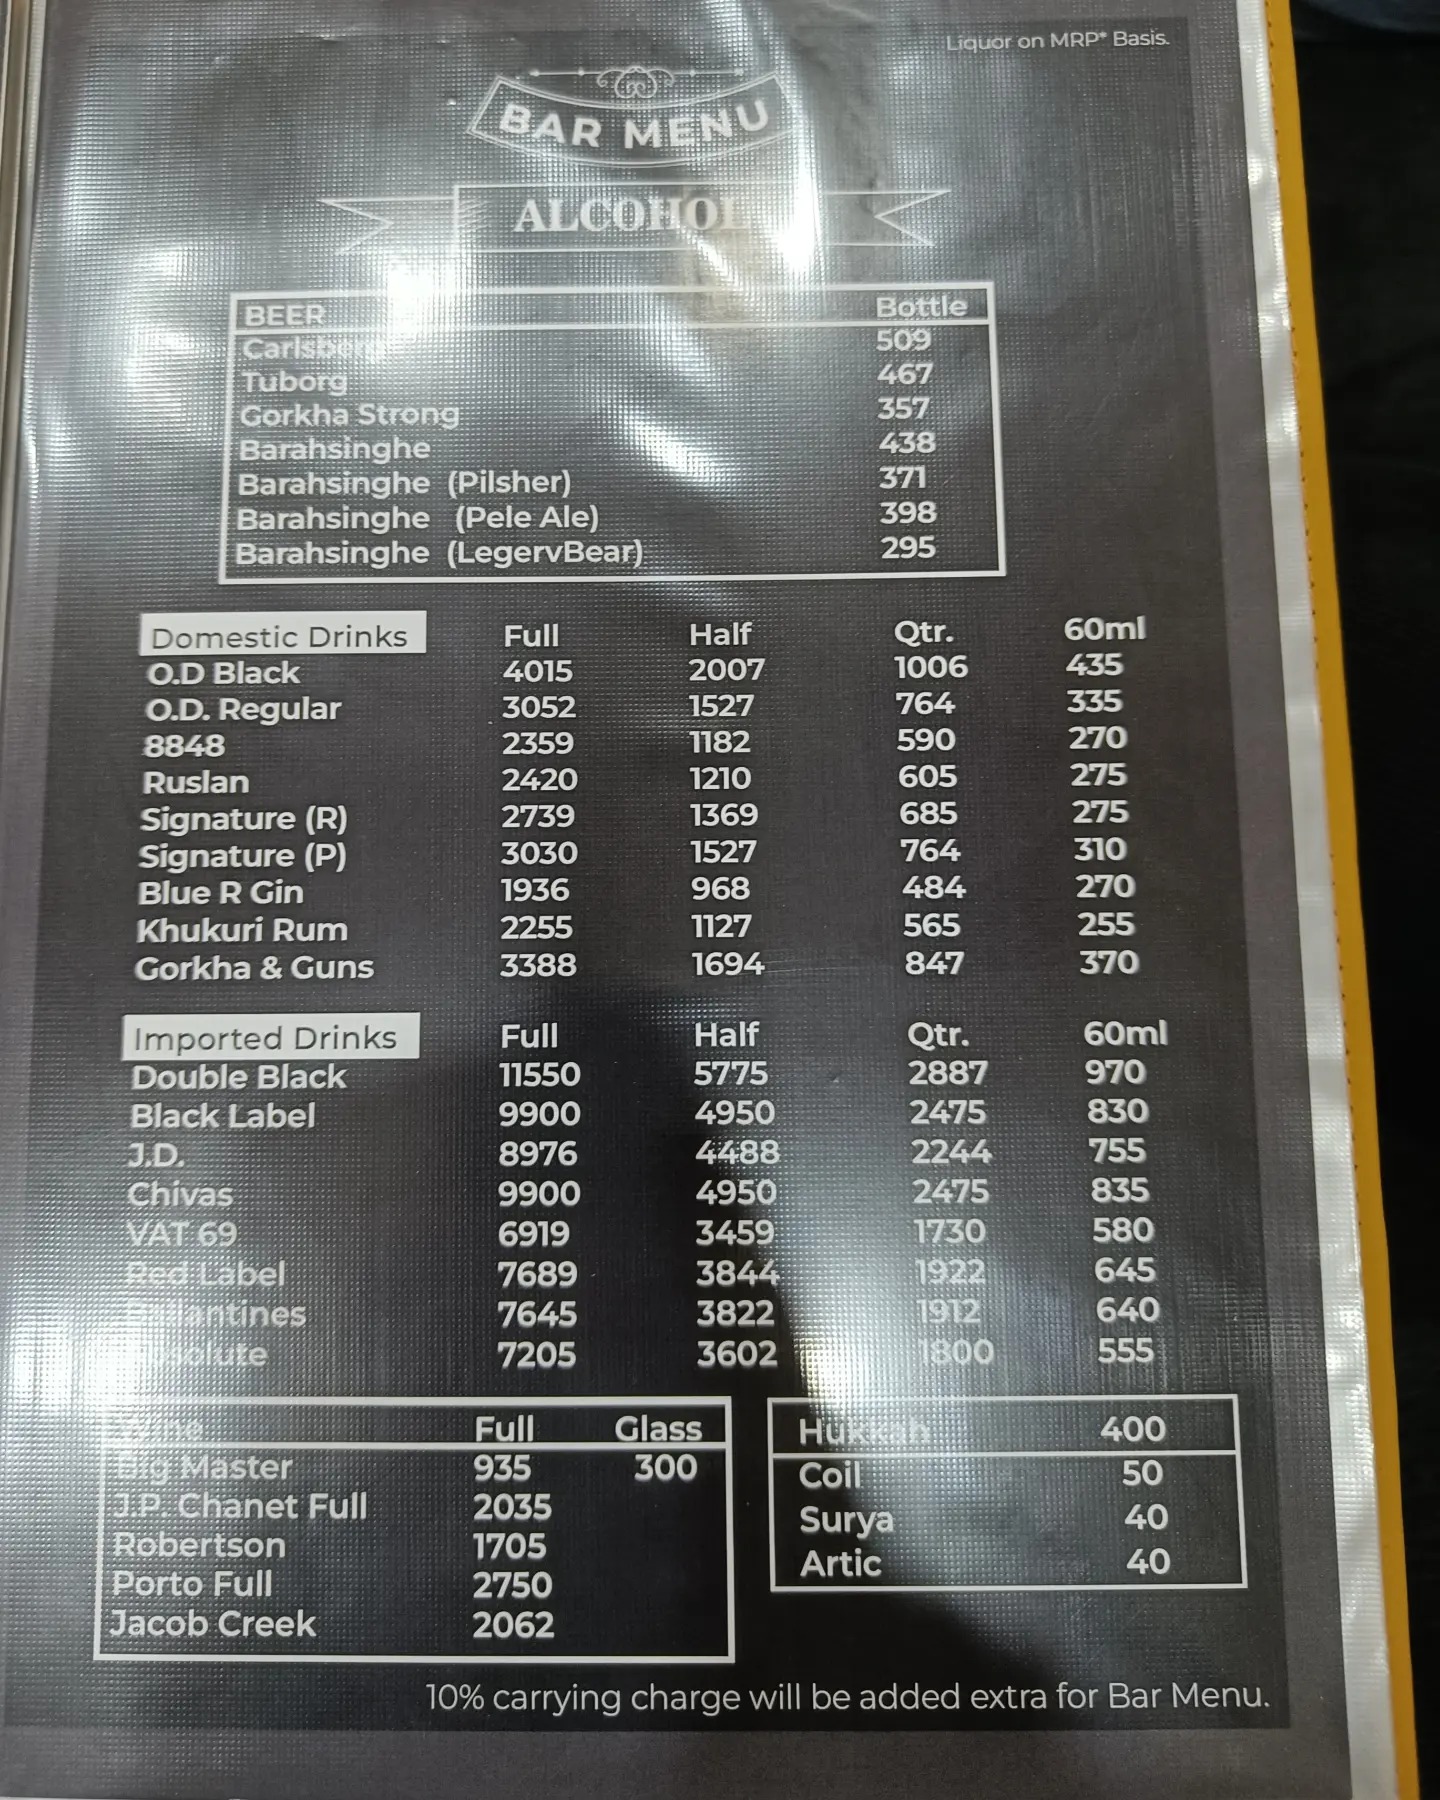 Liquor on MRP* Basis.
BAR MENU
ALCOHOL
BEER Bottle
Carlsberg 509
Tuborg 467
Gorkha Strong 357
Barahsinghe 438
Barahsinghe (Pilsher) 371
Barahsinghe (Pele Ale) 398
Barahsinghe (LegervBear) 295
Domestic Drinks Full Half Qtr. 60ml
O.D Black 4015 2007 1006 435
O.D. Regular 3052 1527 764 335
8848 2359 1182 590 270
Ruslan 2420 1210 605 275
Signature (R) 2739 1369 685 275
Signature (P) 3030 1527 764 310
Blue R Gin 1936 968 484 270
Khukuri Rum 2255 1127 565 255
Gorkha & Guns 3388 1694 847 370
Imported Drinks Full Half Qtr. 60ml
Double Black 11550 5775 2887 970
Black Label 9900 4950 2475 830
J.D. 8976 4488 2244 755
Chivas 9900 4950 2475 835
VAT 69 6919 3459 1730 580
Red Label 7689 3844 1922 645
Ballantines 7645 3822 1912 640
Absolute 7205 3602 1800 555
Wine Full Glass
Big Master 935 300
J.P. Chanet Full 2035
Robertson 1705
Porto Full 2750
Jacob Creek 2062
Hukkah 400
Coil 50
Surya 40
Artic 40
10% carrying charge will be added extra for Bar Menu.